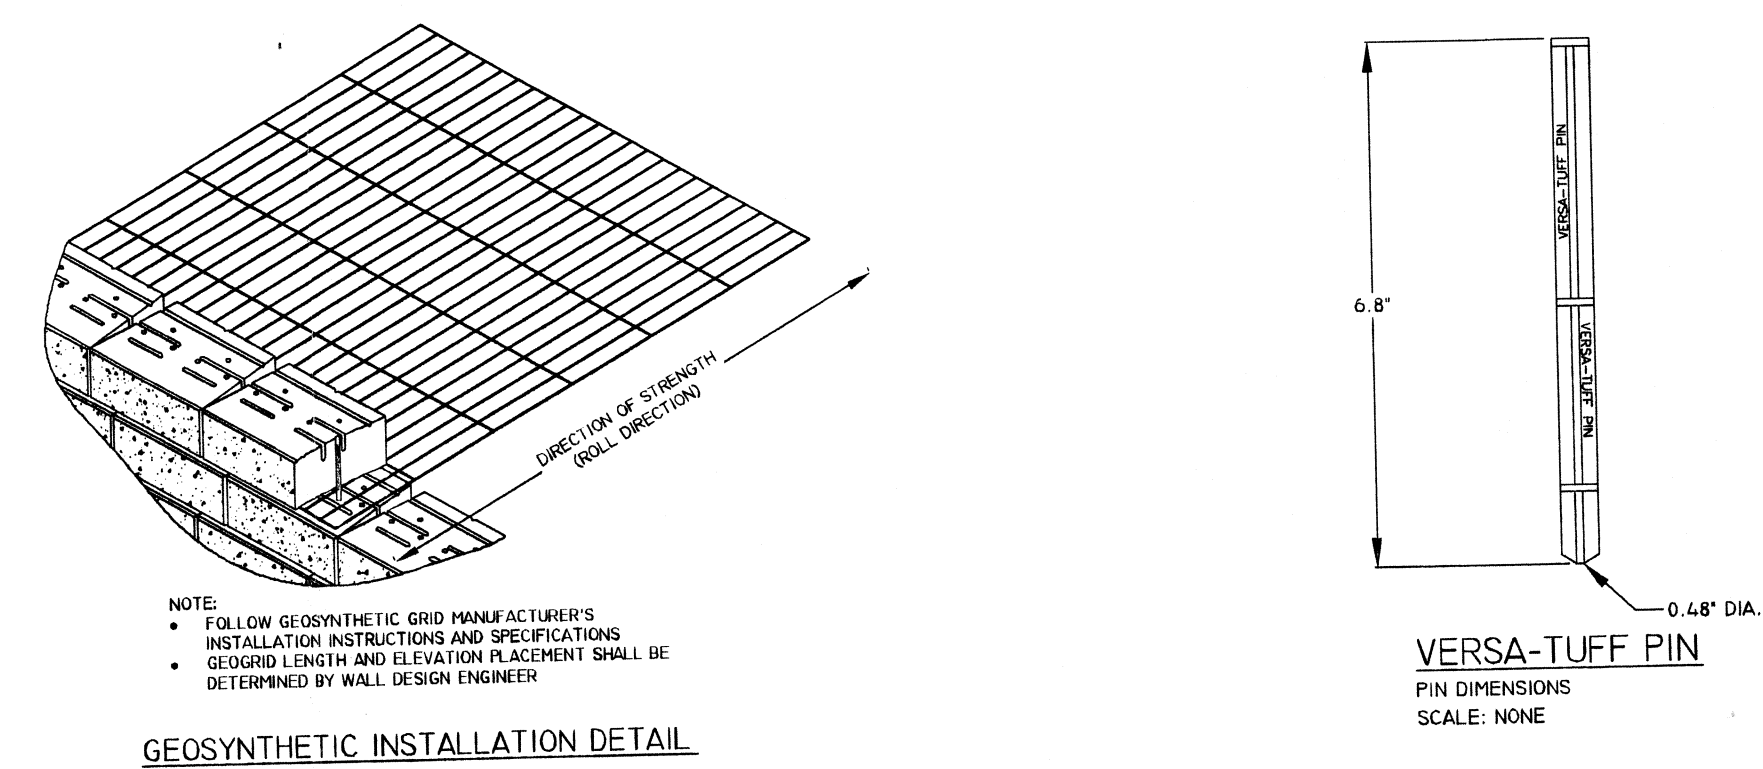 DIRECTION OF STRENGTH
(ROLL DIRECTION)
NOTE:
• FOLLOW GEOSYNTHETIC GRID MANUFACTURER'S
INSTALLATION INSTRUCTIONS AND SPECIFICATIONS
• GEOGRID LENGTH AND ELEVATION PLACEMENT SHALL BE
DETERMINED BY WALL DESIGN ENGINEER
GEOSYNTHETIC INSTALLATION DETAIL
VERSA-TUFF PIN
6.8"
VERSA-TUFF PIN
0.48" DIA.
VERSA-TUFF PIN
PIN DIMENSIONS
SCALE: NONE